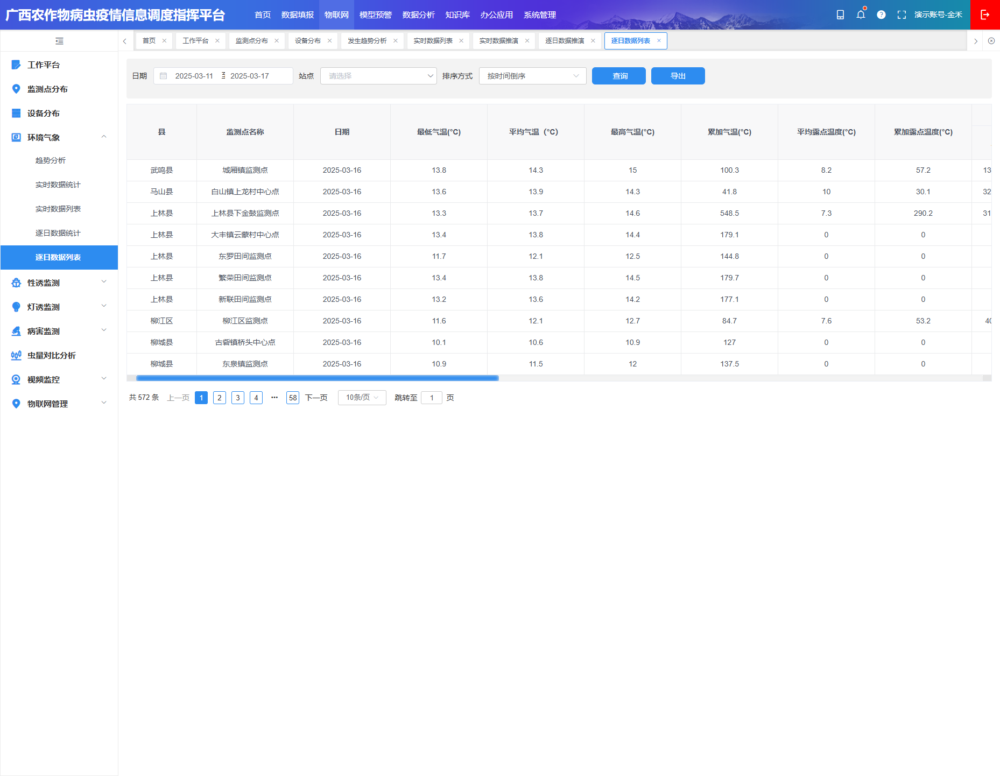 广西农作物病虫疫情信息调度指挥平台
首页 数据填报 物联网 模型预警 数据分析 知识库 办公应用 系统管理
演示账号-金禾
首页 工作平台 监测点分布 设备分布 发生趋势分析 实时数据列表 实时数据推演 逐日数据推演 逐日数据列表
工作平台
监测点分布
设备分布
环境气象
趋势分析
实时数据统计
实时数据列表
逐日数据统计
逐日数据列表
性诱监测
灯诱监测
病害监测
虫量对比分析
视频监控
物联网管理
日期 2025-03-11 至 2025-03-17 站点 请选择 排序方式 按时间倒序 查询 导出
县 监测点名称 日期 最低气温(°C) 平均气温（°C） 最高气温(°C) 累加气温(°C) 平均露点温度(°C) 累加露点温度(°C)
武鸣县 城厢镇监测点 2025-03-16 13.8 14.3 15 100.3 8.2 57.2 13
马山县 白山镇上龙村中心点 2025-03-16 13.6 13.9 14.3 41.8 10 30.1 32
上林县 上林县下金鼓监测点 2025-03-16 13.3 13.7 14.6 548.5 7.3 290.2 31
上林县 大丰镇云蒙村中心点 2025-03-16 13.4 13.8 14.4 179.1 0 0
上林县 东罗田间监测点 2025-03-16 11.7 12.1 12.5 144.8 0 0
上林县 繁荣田间监测点 2025-03-16 13.4 13.8 14.5 179.7 0 0
上林县 新联田间监测点 2025-03-16 13.2 13.6 14.2 177.1 0 0
柳江区 柳江区监测点 2025-03-16 11.6 12.1 12.7 84.7 7.6 53.2 40
柳城县 古砦镇桥头中心点 2025-03-16 10.1 10.6 10.9 127 0 0
柳城县 东泉镇监测点 2025-03-16 10.9 11.5 12 137.5 0 0
共 572 条 上一页 1 2 3 4 ••• 58 下一页 10条/页 跳转至 1 页